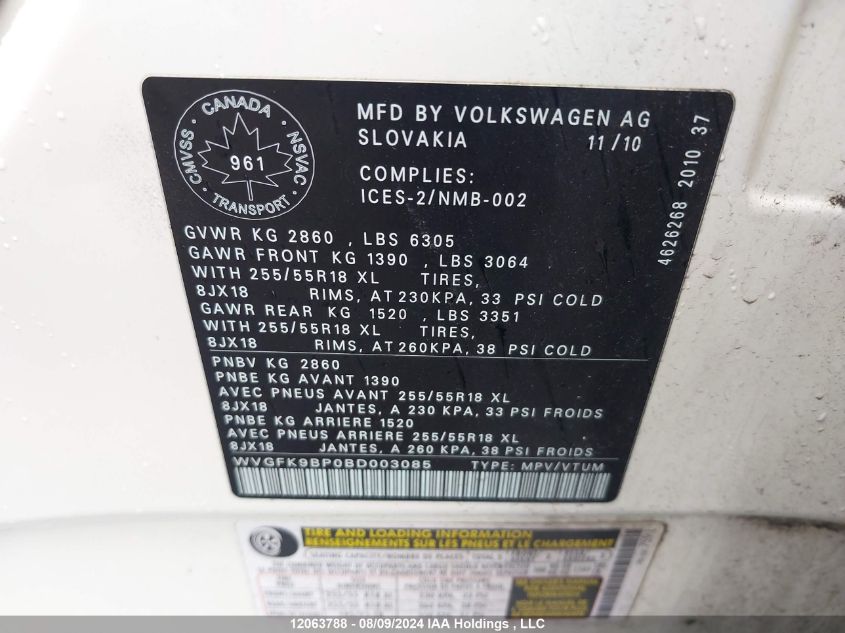 CANADA
CMVSS
NSVAC
961
TRANSPORT
MFD BY VOLKSWAGEN AG
SLOVAKIA 11/10
COMPLIES:
ICES-2/NMB-002
4626268 2010 37
GVWR KG 2860 , LBS 6305
GAWR FRONT KG 1390 , LBS 3064
WITH 255/55R18 XL TIRES,
8JX18 RIMS, AT 230KPA, 33 PSI COLD
GAWR REAR KG 1520 , LBS 3351
WITH 255/55R18 XL TIRES,
8JX18 RIMS, AT 260KPA, 38 PSI COLD
PNBV KG 2860
PNBE KG AVANT 1390
AVEC PNEUS AVANT 255/55R18 XL
8JX18 JANTES, A 230 KPA, 33 PSI FROIDS
PNBE KG ARRIERE 1520
AVEC PNEUS ARRIERE 255/55R18 XL
8JX18 JANTES, A 260 KPA, 38 PSI FROIDS
WVGFK9BP0BD003085 TYPE: MPV/VTUM
TIRE AND LOADING INFORMATION
RENSEIGNEMENTS SUR LES PNEUS ET LE CHARGEMENT
12063788 - 08/09/2024 IAA Holdings , LLC